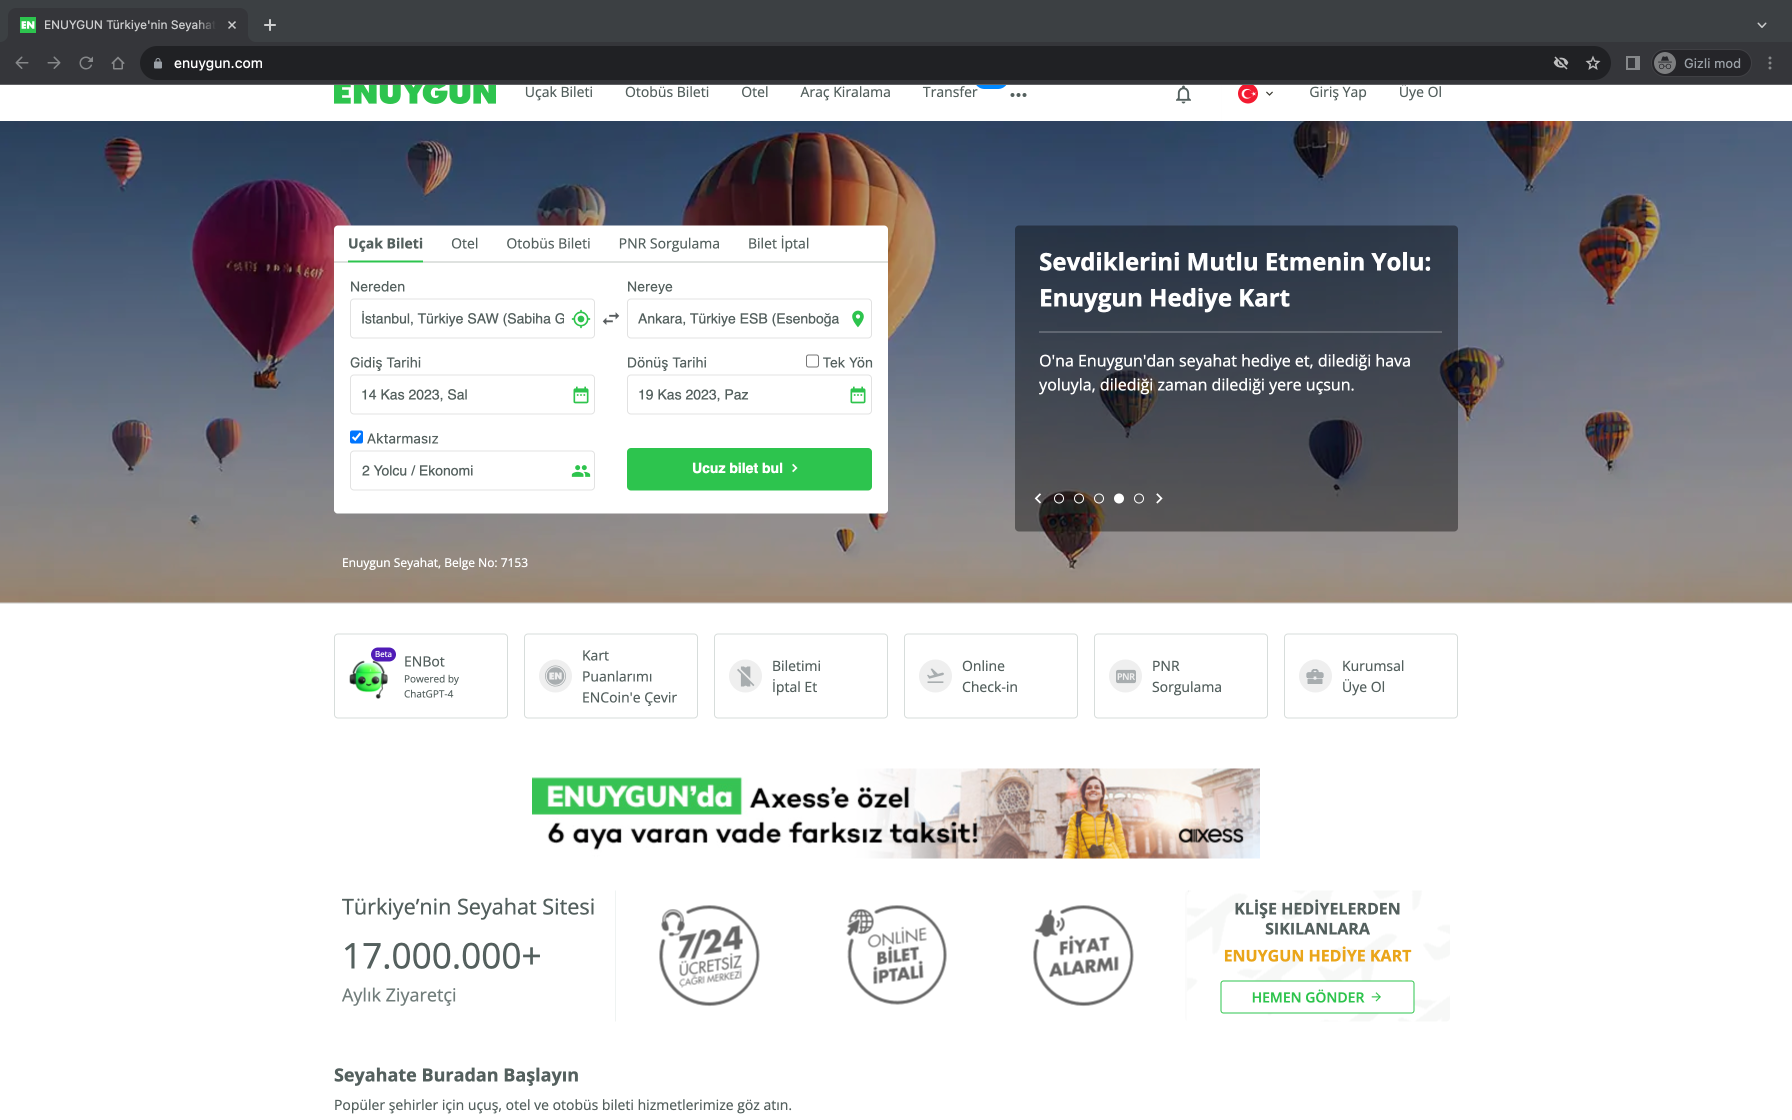 ENUYGUN Türkiye'nin Seyaha
enuygun.com
Gizli mod
ENUYGUN
Uçak Bileti
Otobüs Bileti
Otel
Araç Kiralama
Transfer
Giriş Yap
Üye Ol
Uçak Bileti
Otel
Otobüs Bileti
PNR Sorgulama
Bilet İptal
Nereden
Nereye
İstanbul, Türkiye SAW (Sabiha G
Ankara, Türkiye ESB (Esenboğa
Gidiş Tarihi
Dönüş Tarihi
Tek Yön
14 Kas 2023, Sal
19 Kas 2023, Paz
Aktarmasız
2 Yolcu / Ekonomi
Ucuz bilet bul
Enuygun Seyahat, Belge No: 7153
Sevdiklerini Mutlu Etmenin Yolu:
Enuygun Hediye Kart
O'na Enuygun'dan seyahat hediye et, dilediği hava
yoluyla, dilediği zaman dilediği yere uçsun.
Beta
ENBot
Powered by
ChatGPT-4
EN
Kart
Puanlarımı
ENCoin'e Çevir
Biletimi
İptal Et
Online
Check-in
PNR
PNR
Sorgulama
Kurumsal
Üye Ol
ENUYGUN'da Axess'e özel
6 aya varan vade farksız taksit!
axess
Türkiye'nin Seyahat Sitesi
17.000.000+
Aylık Ziyaretçi
7/24
ÜCRETSİZ
ÇAĞRI MERKEZİ
ONLİNE
BİLET
İPTALİ
FİYAT
ALARMI
KLİŞE HEDİYELERDEN
SIKILANLARA
ENUYGUN HEDİYE KART
HEMEN GÖNDER
Seyahate Buradan Başlayın
Popüler şehirler için uçuş, otel ve otobüs bileti hizmetlerimize göz atın.